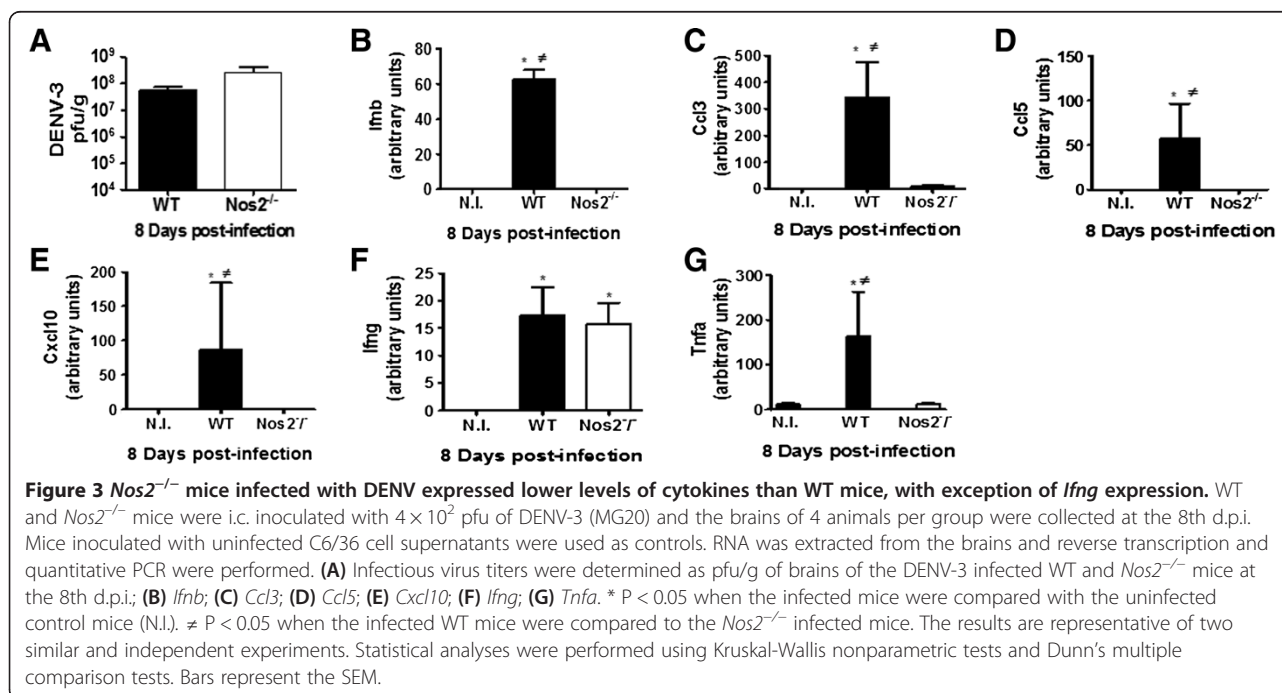 A
DENV-3
pfu/g
10⁹
10⁸
10⁷
10⁶
10⁵
10⁴
WT
Nos2⁻/⁻
8 Days post-infection
B
Ifnb
(arbitrary units)
80
60
40
20
0
* ≠
N.I.
WT
Nos2⁻/⁻
8 Days post-infection
C
Ccl3
(arbitrary units)
500
400
300
200
100
0
* ≠
N.I.
WT
Nos2⁻/⁻
8 Days post-infection
D
Ccl5
(arbitrary units)
150
100
50
0
* ≠
N.I.
WT
Nos2⁻/⁻
8 Days post-infection
E
Cxcl10
(arbitrary units)
200
150
100
50
0
* ≠
N.I.
WT
Nos2⁻/⁻
8 Days post-infection
F
Ifng
(arbitrary units)
25
20
15
10
5
0
*
*
N.I.
WT
Nos2⁻/⁻
8 Days post-infection
G
Tnfa
(arbitrary units)
300
200
100
0
*≠
N.I.
WT
Nos2⁻/⁻
8 Days post-infection
Figure 3 Nos2⁻/⁻ mice infected with DENV expressed lower levels of cytokines than WT mice, with exception of Ifng expression. WT
and Nos2⁻/⁻ mice were i.c. inoculated with 4 × 10² pfu of DENV-3 (MG20) and the brains of 4 animals per group were collected at the 8th d.p.i.
Mice inoculated with uninfected C6/36 cell supernatants were used as controls. RNA was extracted from the brains and reverse transcription and
quantitative PCR were performed. (A) Infectious virus titers were determined as pfu/g of brains of the DENV-3 infected WT and Nos2⁻/⁻ mice at
the 8th d.p.i.; (B) Ifnb; (C) Ccl3; (D) Ccl5; (E) Cxcl10; (F) Ifng; (G) Tnfa. * P < 0.05 when the infected mice were compared with the uninfected
control mice (N.I.). ≠ P < 0.05 when the infected WT mice were compared to the Nos2⁻/⁻ infected mice. The results are representative of two
similar and independent experiments. Statistical analyses were performed using Kruskal-Wallis nonparametric tests and Dunn's multiple
comparison tests. Bars represent the SEM.